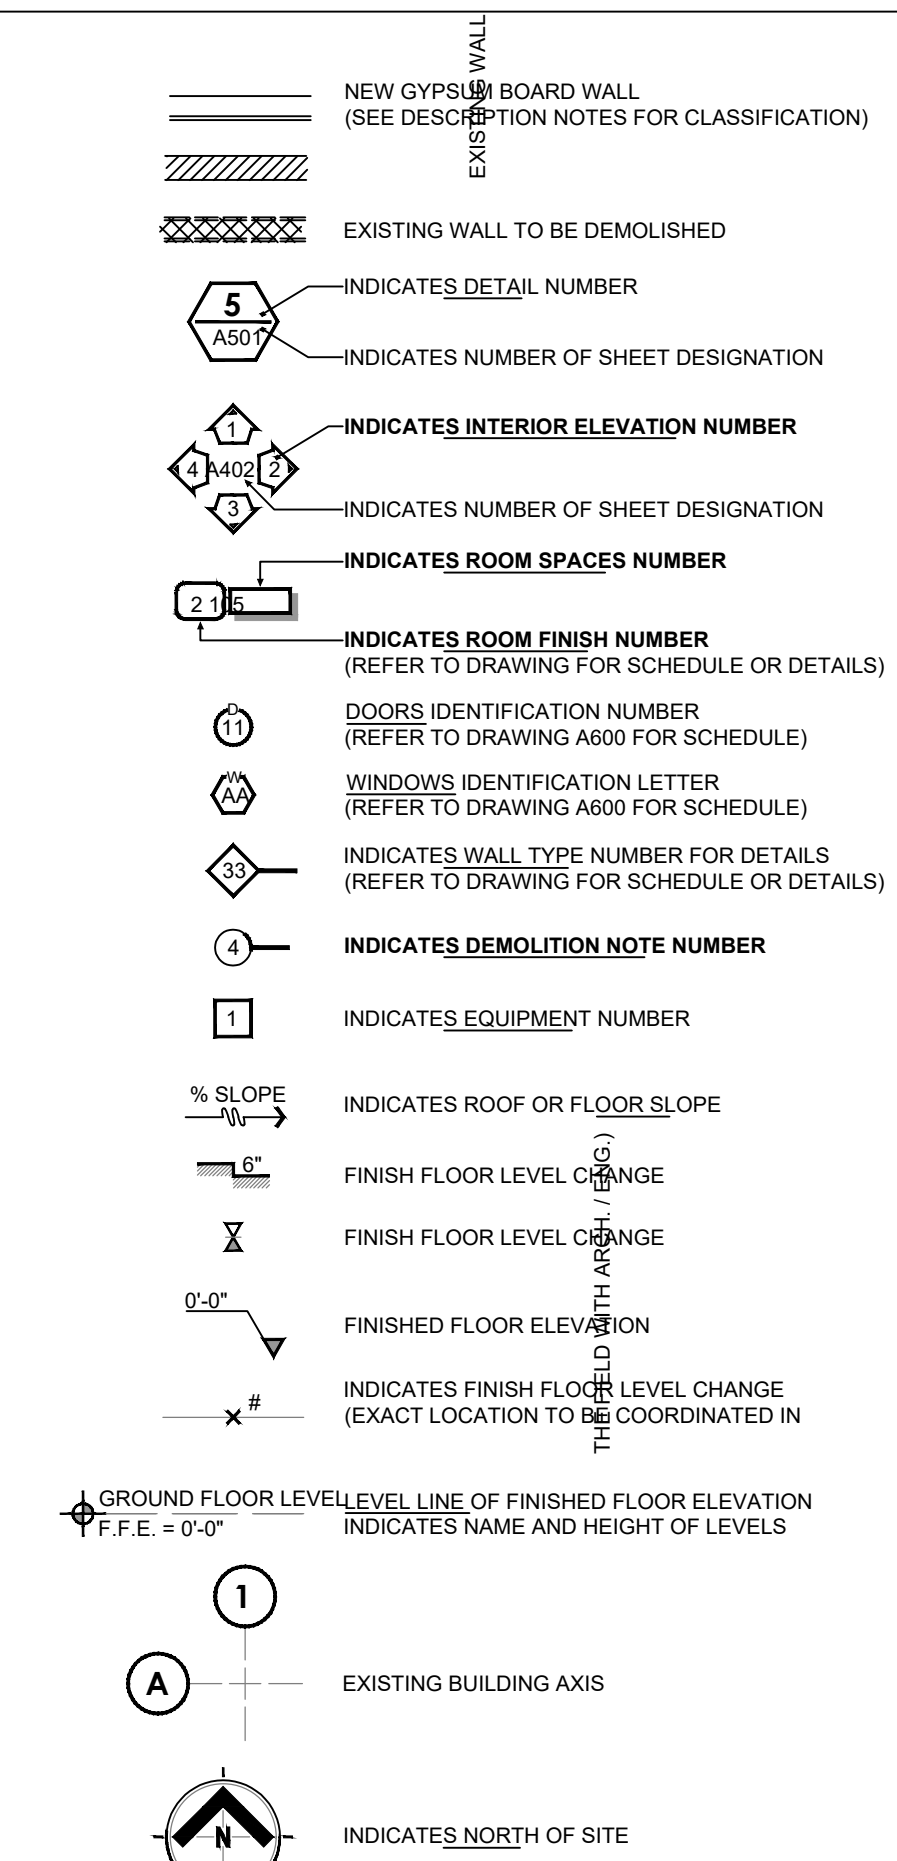 NEW GYPSUM BOARD WALL
(SEE DESCRIPTION NOTES FOR CLASSIFICATION)
EXISTING WALL
EXISTING WALL TO BE DEMOLISHED
5
A501
INDICATES DETAIL NUMBER
INDICATES NUMBER OF SHEET DESIGNATION
1
4 A402 2
3
INDICATES INTERIOR ELEVATION NUMBER
INDICATES NUMBER OF SHEET DESIGNATION
INDICATES ROOM SPACES NUMBER
2 105
INDICATES ROOM FINISH NUMBER
(REFER TO DRAWING FOR SCHEDULE OR DETAILS)
D
11
DOORS IDENTIFICATION NUMBER
(REFER TO DRAWING A600 FOR SCHEDULE)
W
AA
WINDOWS IDENTIFICATION LETTER
(REFER TO DRAWING A600 FOR SCHEDULE)
33
INDICATES WALL TYPE NUMBER FOR DETAILS
(REFER TO DRAWING FOR SCHEDULE OR DETAILS)
4
INDICATES DEMOLITION NOTE NUMBER
1
INDICATES EQUIPMENT NUMBER
% SLOPE
INDICATES ROOF OR FLOOR SLOPE
6"
FINISH FLOOR LEVEL CHANGE
FINISH FLOOR LEVEL CHANGE
0'-0"
FINISHED FLOOR ELEVATION
#
INDICATES FINISH FLOOR LEVEL CHANGE
(EXACT LOCATION TO BE COORDINATED IN
THE FIELD WITH ARCH. / ENG.)
GROUND FLOOR LEVEL
F.F.E. = 0'-0"
LEVEL LINE OF FINISHED FLOOR ELEVATION
INDICATES NAME AND HEIGHT OF LEVELS
1
A
EXISTING BUILDING AXIS
N
INDICATES NORTH OF SITE